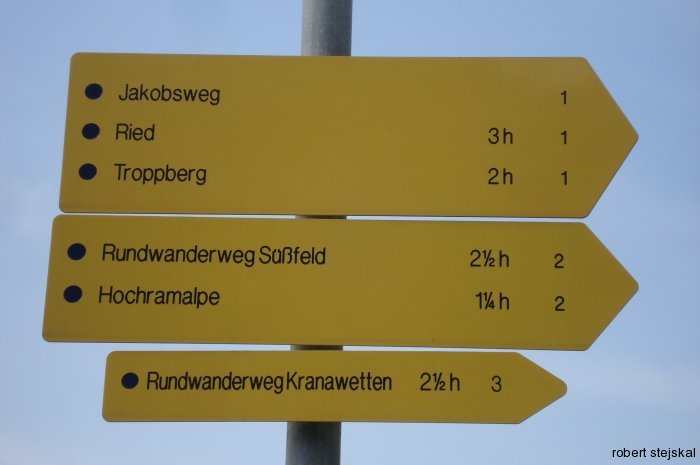 Jakobsweg 1
Ried 3h 1
Troppberg 2h 1
Rundwanderweg Süßfeld 2½h 2
Hochramalpe 1¼h 2
Rundwanderweg Kranawetten 2½h 3
robert stejskal